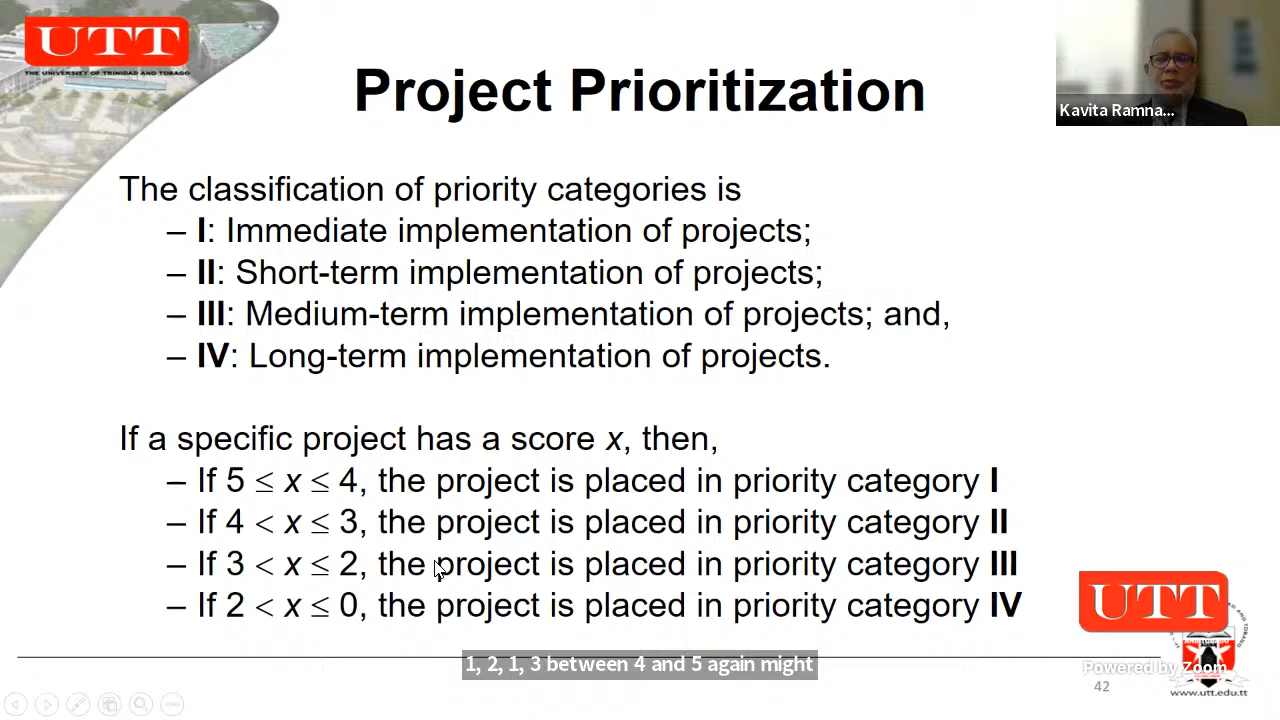 UTT
THE UNIVERSITY OF TRINIDAD AND TOBAGO
Project Prioritization
Kavita Ramna...
The classification of priority categories is
– I: Immediate implementation of projects;
– II: Short-term implementation of projects;
– III: Medium-term implementation of projects; and,
– IV: Long-term implementation of projects.
If a specific project has a score x, then,
– If 5 ≤ x ≤ 4, the project is placed in priority category I
– If 4 < x ≤ 3, the project is placed in priority category II
– If 3 < x ≤ 2, the project is placed in priority category III
– If 2 < x ≤ 0, the project is placed in priority category IV
UTT
1, 2, 1, 3 between 4 and 5 again might
Powered by Zoom
42
www.utt.edu.tt